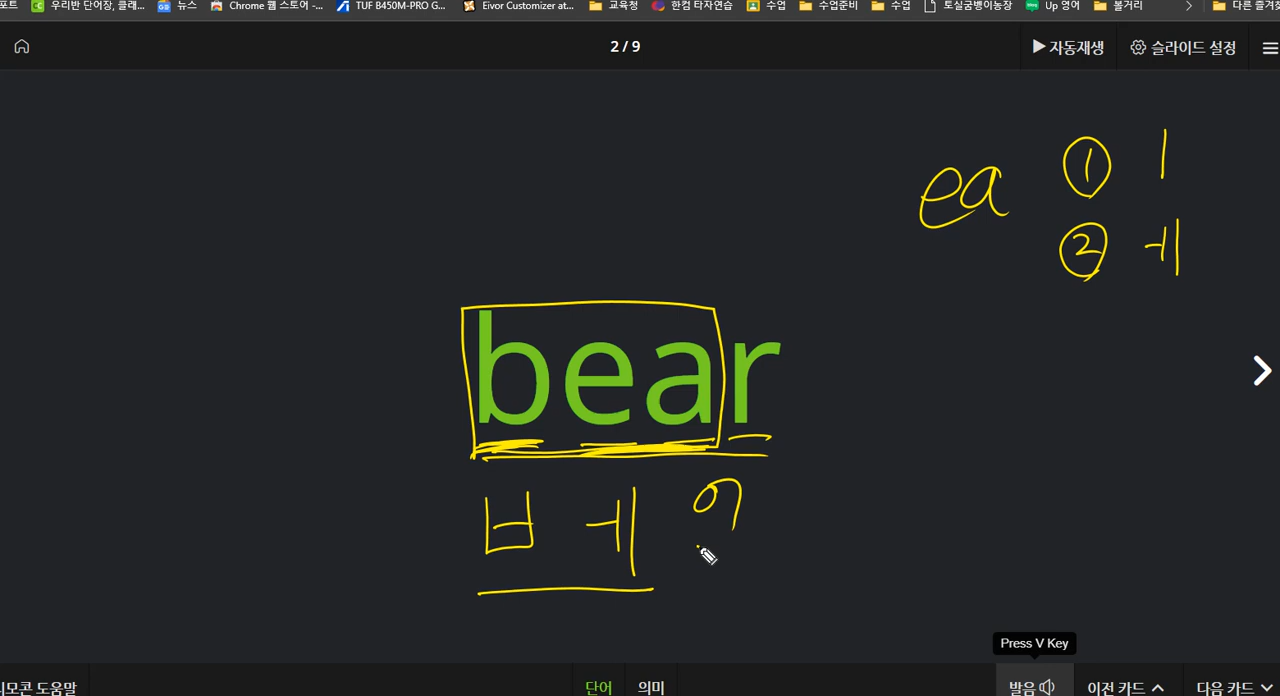 포트 우리반 단어장, 클래... 뉴스 Chrome 웹 스토어 -... TUF B450M-PRO G... Eivor Customizer at... 교육청 한컴 타자연습 수업 수업준비 수업 토실굼벵이농장 Up 영어 볼거리 다른 즐겨찾
2 / 9 자동재생 슬라이드 설정
ea ① ㅣ
② ㅔ
bear
ㅂ ㅔ
Press V Key
리모콘 도움말 단어 의미 발음 이전 카드 다음 카드